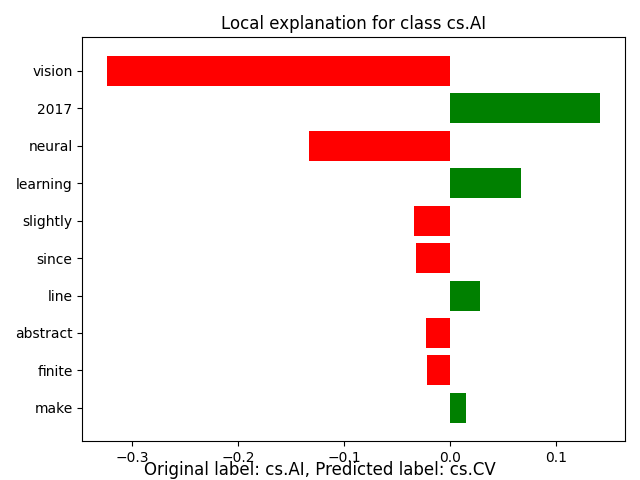 Local explanation for class cs.AI
vision
2017
neural
learning
slightly
since
line
abstract
finite
make
−0.3 −0.2 −0.1 0.0 0.1
Original label: cs.AI, Predicted label: cs.CV